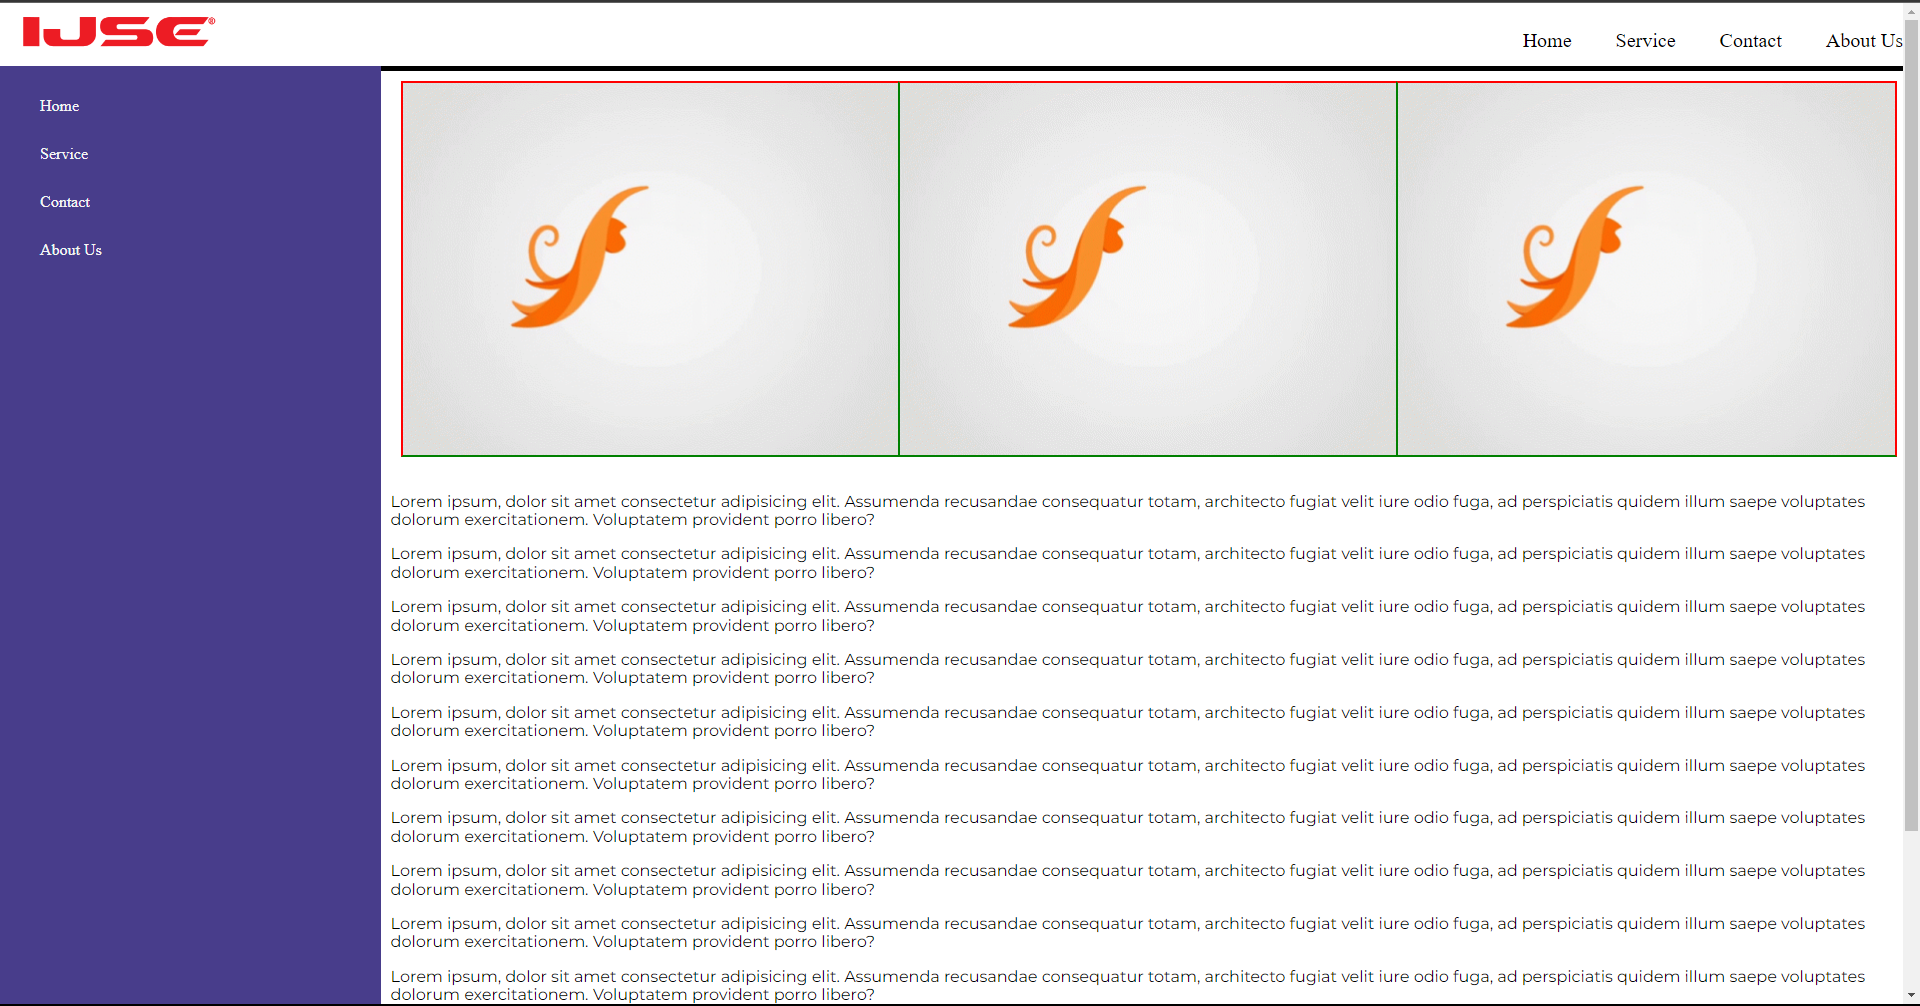 IJSE®
Home Service Contact About Us
Home
Service
Contact
About Us
Lorem ipsum, dolor sit amet consectetur adipisicing elit. Assumenda recusandae consequatur totam, architecto fugiat velit iure odio fuga, ad perspiciatis quidem illum saepe voluptates
dolorum exercitationem. Voluptatem provident porro libero?
Lorem ipsum, dolor sit amet consectetur adipisicing elit. Assumenda recusandae consequatur totam, architecto fugiat velit iure odio fuga, ad perspiciatis quidem illum saepe voluptates
dolorum exercitationem. Voluptatem provident porro libero?
Lorem ipsum, dolor sit amet consectetur adipisicing elit. Assumenda recusandae consequatur totam, architecto fugiat velit iure odio fuga, ad perspiciatis quidem illum saepe voluptates
dolorum exercitationem. Voluptatem provident porro libero?
Lorem ipsum, dolor sit amet consectetur adipisicing elit. Assumenda recusandae consequatur totam, architecto fugiat velit iure odio fuga, ad perspiciatis quidem illum saepe voluptates
dolorum exercitationem. Voluptatem provident porro libero?
Lorem ipsum, dolor sit amet consectetur adipisicing elit. Assumenda recusandae consequatur totam, architecto fugiat velit iure odio fuga, ad perspiciatis quidem illum saepe voluptates
dolorum exercitationem. Voluptatem provident porro libero?
Lorem ipsum, dolor sit amet consectetur adipisicing elit. Assumenda recusandae consequatur totam, architecto fugiat velit iure odio fuga, ad perspiciatis quidem illum saepe voluptates
dolorum exercitationem. Voluptatem provident porro libero?
Lorem ipsum, dolor sit amet consectetur adipisicing elit. Assumenda recusandae consequatur totam, architecto fugiat velit iure odio fuga, ad perspiciatis quidem illum saepe voluptates
dolorum exercitationem. Voluptatem provident porro libero?
Lorem ipsum, dolor sit amet consectetur adipisicing elit. Assumenda recusandae consequatur totam, architecto fugiat velit iure odio fuga, ad perspiciatis quidem illum saepe voluptates
dolorum exercitationem. Voluptatem provident porro libero?
Lorem ipsum, dolor sit amet consectetur adipisicing elit. Assumenda recusandae consequatur totam, architecto fugiat velit iure odio fuga, ad perspiciatis quidem illum saepe voluptates
dolorum exercitationem. Voluptatem provident porro libero?
Lorem ipsum, dolor sit amet consectetur adipisicing elit. Assumenda recusandae consequatur totam, architecto fugiat velit iure odio fuga, ad perspiciatis quidem illum saepe voluptates
dolorum exercitationem. Voluptatem provident porro libero?